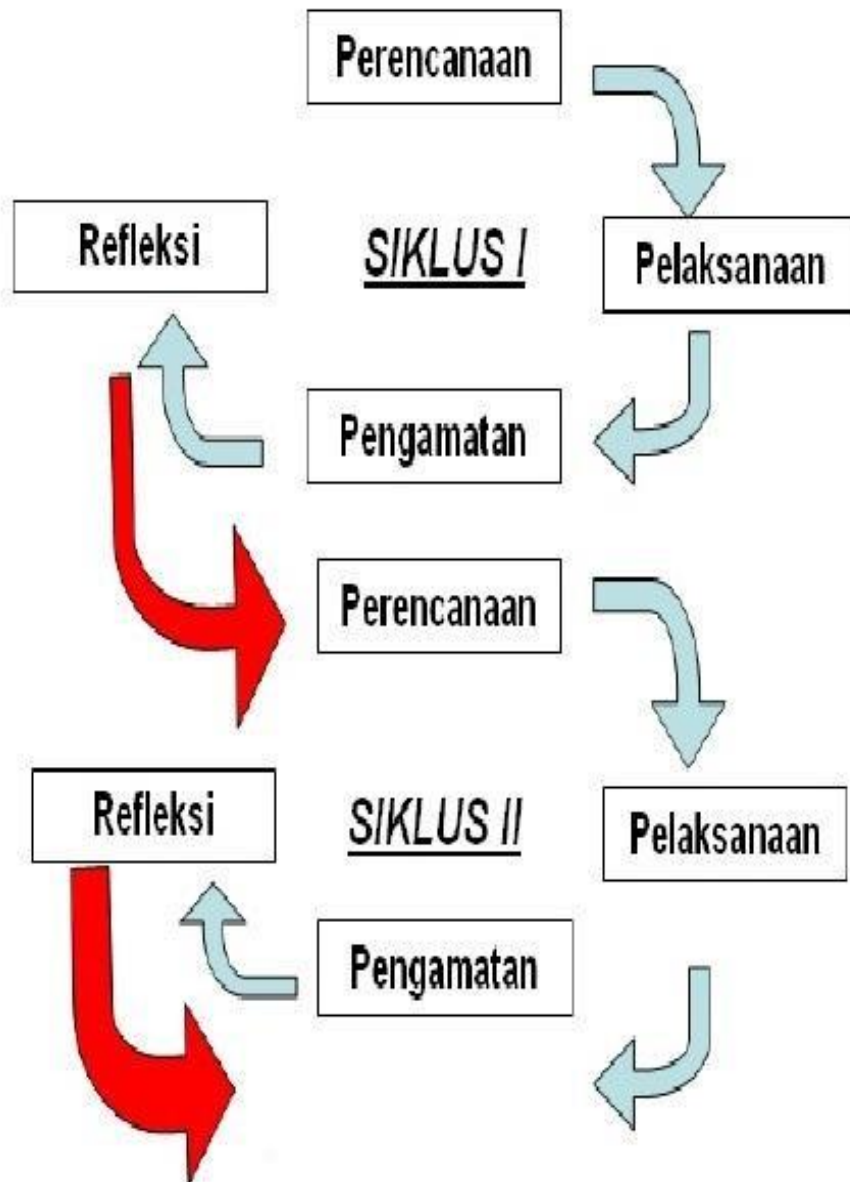 Perencanaan
Refleksi
SIKLUS I
Pelaksanaan
Pengamatan
Perencanaan
Refleksi
SIKLUS II
Pelaksanaan
Pengamatan